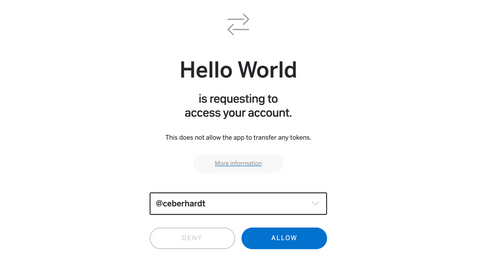 Hello World
is requesting to
access your account.
This does not allow the app to transfer any tokens.
More information
@ceberhardt
DENY
ALLOW